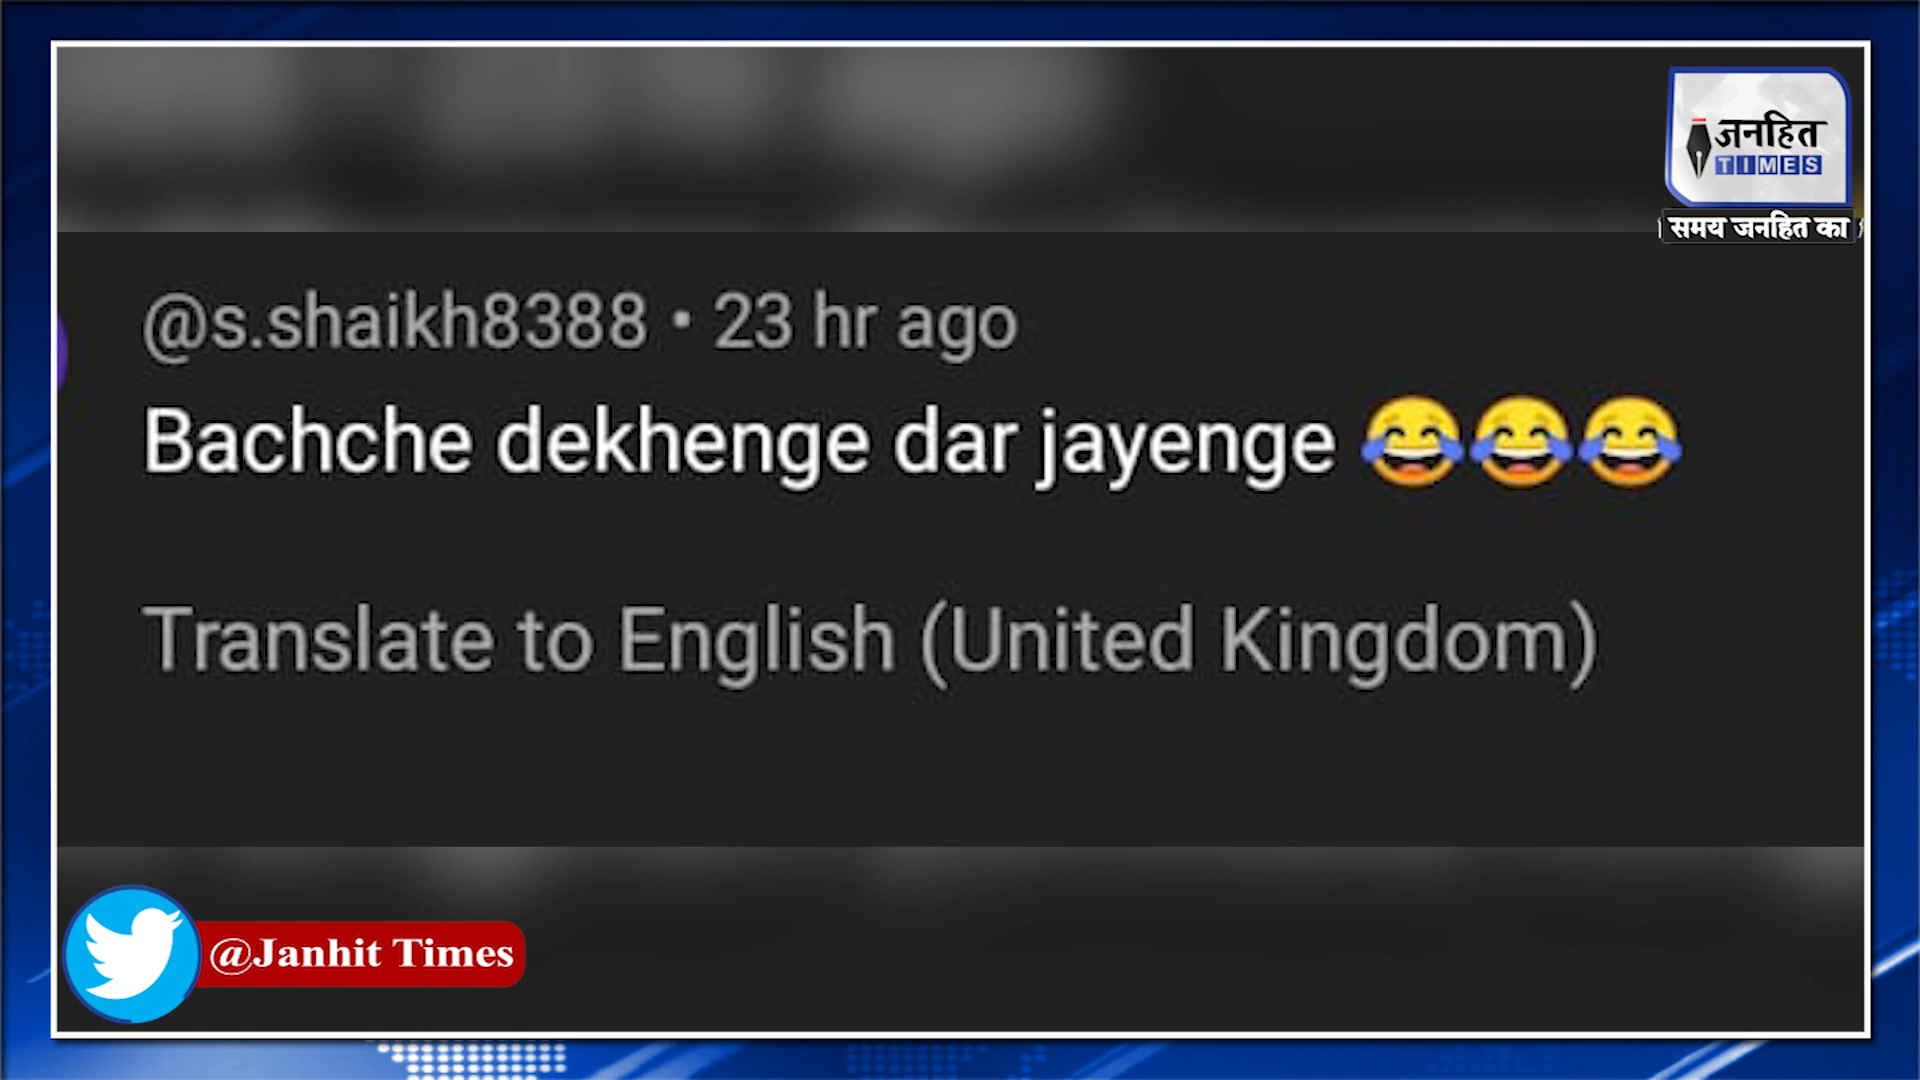 जनहित
TIMES
समय जनहित का
@s.shaikh8388 • 23 hr ago
Bachche dekhenge dar jayenge 😂😂😂
Translate to English (United Kingdom)
@Janhit Times